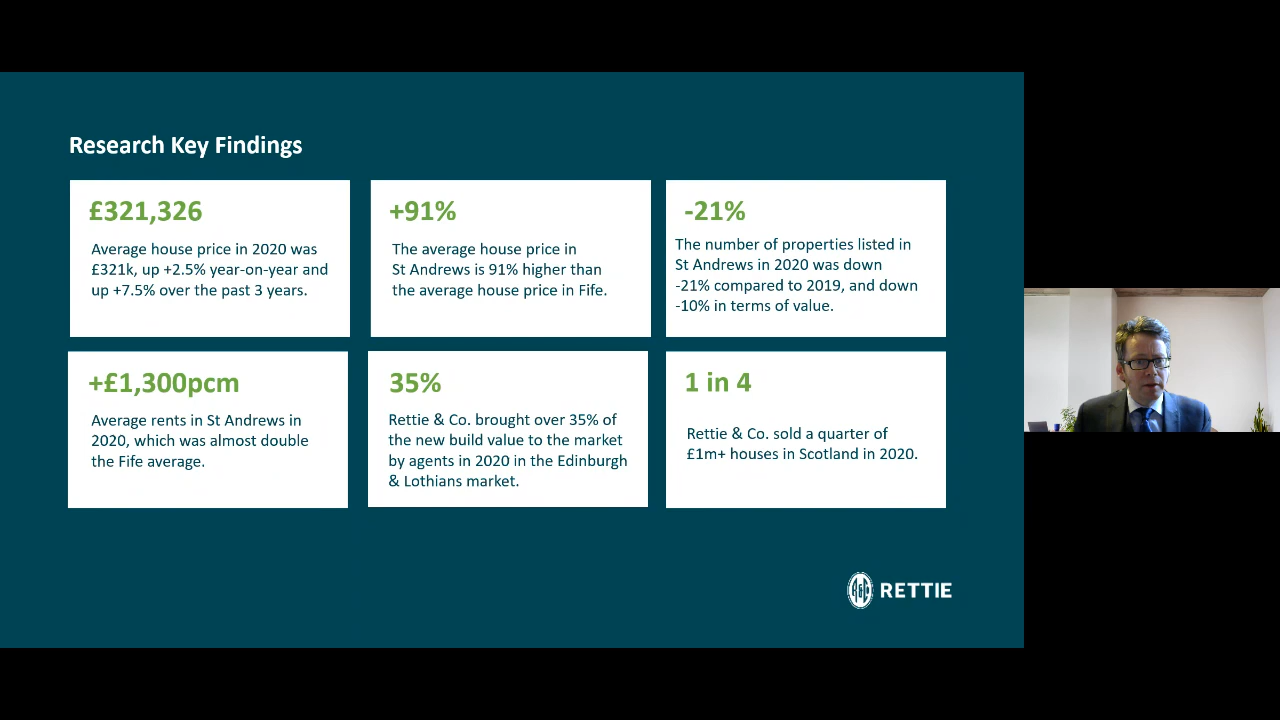 Research Key Findings
£321,326
Average house price in 2020 was
£321k, up +2.5% year-on-year and
up +7.5% over the past 3 years.
+91%
The average house price in
St Andrews is 91% higher than
the average house price in Fife.
-21%
The number of properties listed in
St Andrews in 2020 was down
-21% compared to 2019, and down
-10% in terms of value.
+£1,300pcm
Average rents in St Andrews in
2020, which was almost double
the Fife average.
35%
Rettie & Co. brought over 35% of
the new build value to the market
by agents in 2020 in the Edinburgh
& Lothians market.
1 in 4
Rettie & Co. sold a quarter of
£1m+ houses in Scotland in 2020.
RETTIE